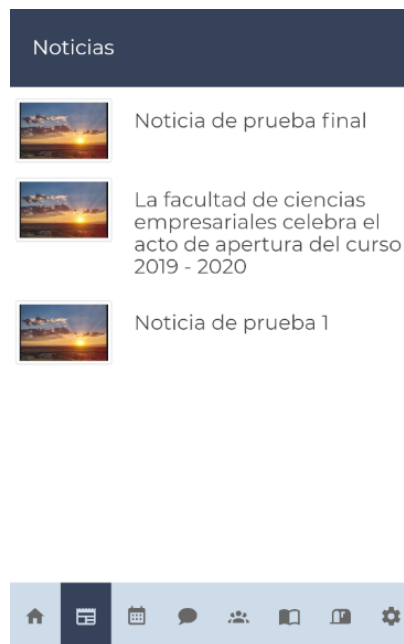 Noticias
Noticia de prueba final
La facultad de ciencias
empresariales celebra el
acto de apertura del curso
2019 - 2020
Noticia de prueba 1